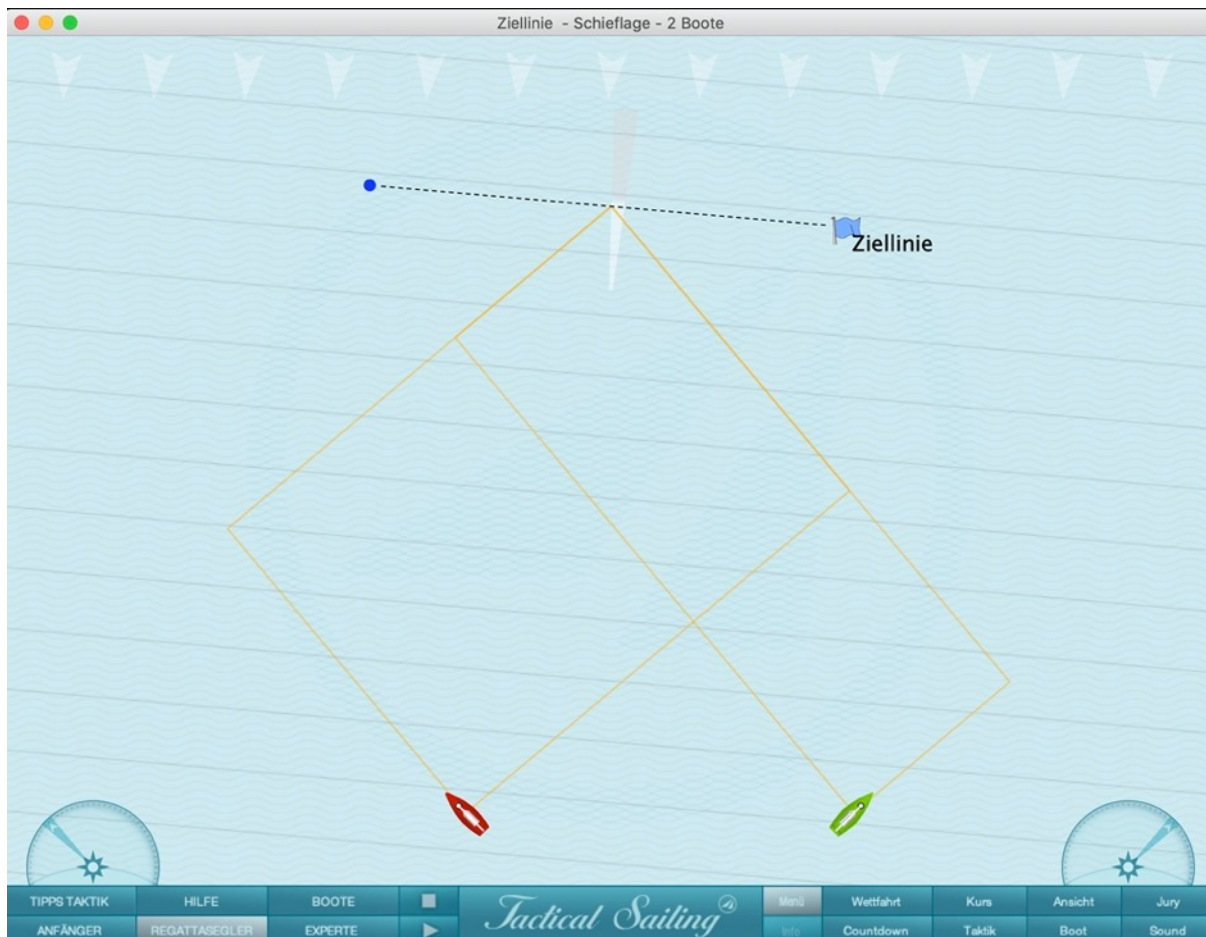 Ziellinie - Schieflage - 2 Boote
Ziellinie
TIPPS TAKTIK HILFE BOOTE Tactical Sailing Menü Wettfahrt Kurs Ansicht Jury
ANFÄNGER REGATTASEGLER EXPERTE Info Countdown Taktik Boot Sound